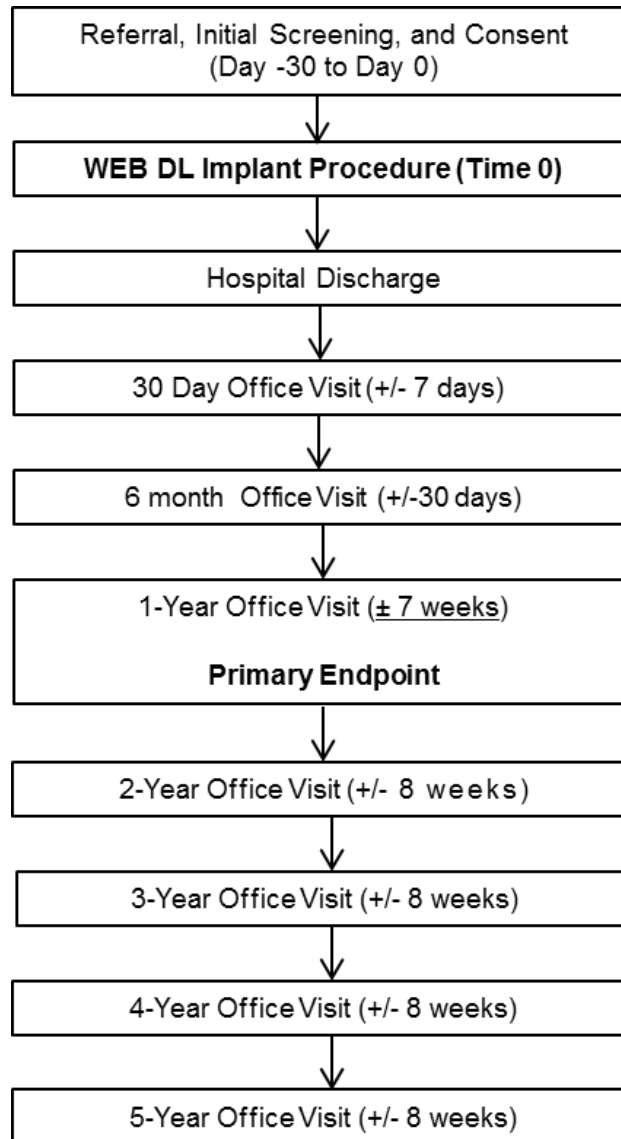 Referral, Initial Screening, and Consent
(Day -30 to Day 0)
WEB DL Implant Procedure (Time 0)
Hospital Discharge
30 Day Office Visit (+/- 7 days)
6 month Office Visit (+/-30 days)
1-Year Office Visit (± 7 weeks)
Primary Endpoint
2-Year Office Visit (+/- 8 weeks)
3-Year Office Visit (+/- 8 weeks)
4-Year Office Visit (+/- 8 weeks)
5-Year Office Visit (+/- 8 weeks)